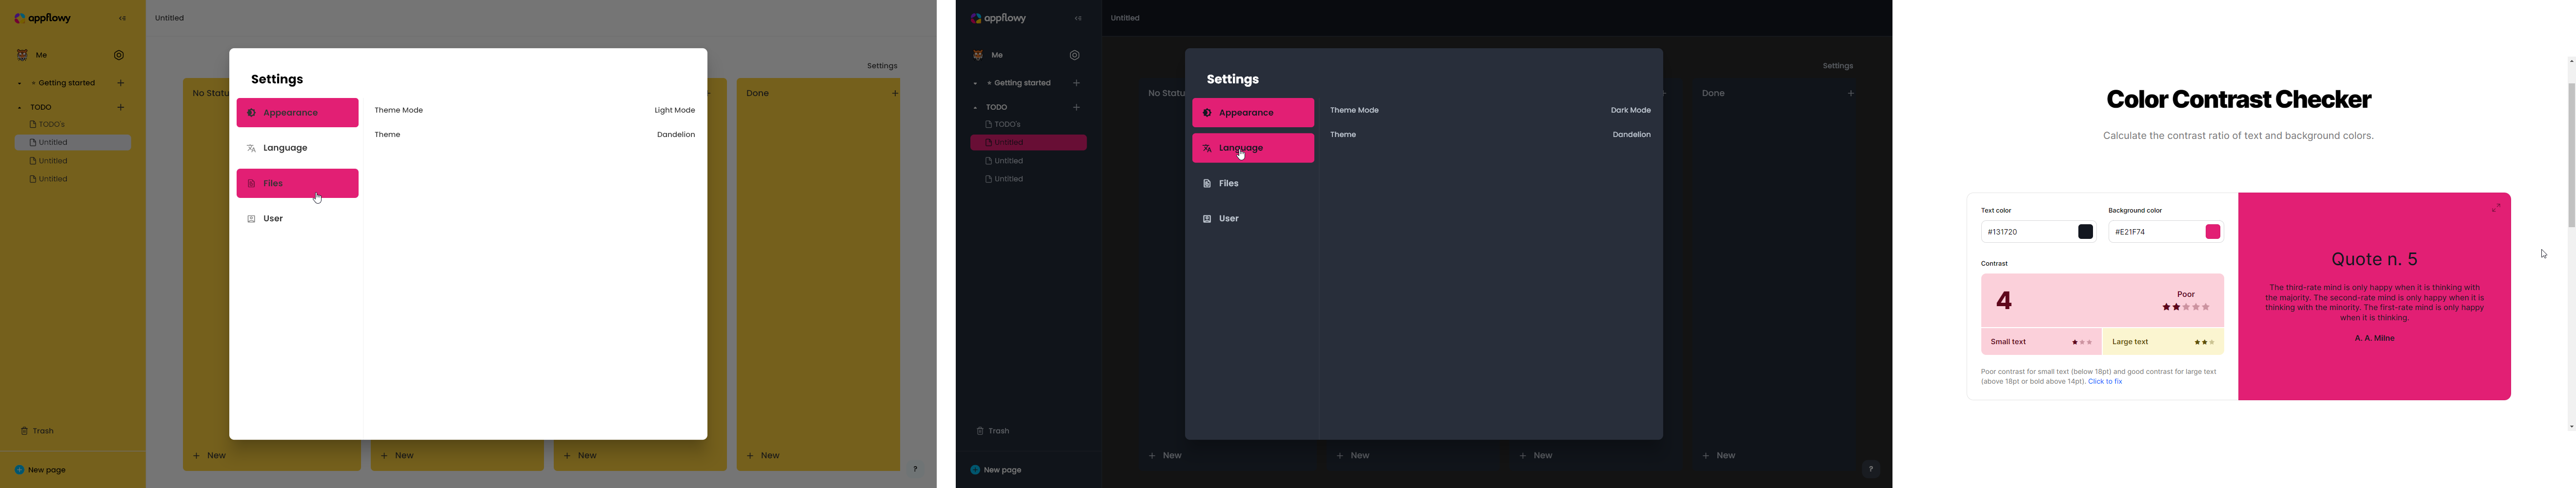 appflowy
Untitled
Me
Getting started
TODO
TODO's
Untitled
Untitled
Untitled
Trash
New page
Settings
No Statu
Done
New
New
New
New
?
Settings
Appearance
Language
Files
User
Theme Mode
Light Mode
Theme
Dandelion
appflowy
Untitled
Me
Getting started
TODO
TODO's
Untitled
Untitled
Untitled
Trash
New page
Settings
No Statu
Done
New
New
New
New
?
Settings
Appearance
Language
Files
User
Theme Mode
Dark Mode
Theme
Dandelion
Color Contrast Checker
Calculate the contrast ratio of text and background colors.
Text color
Background color
#131720
#E21F74
Contrast
4
Poor
Small text
Large text
Poor contrast for small text (below 18pt) and good contrast for large text
(above 18pt or bold above 14pt). Click to fix
Quote n. 5
The third-rate mind is only happy when it is thinking with
the majority. The second-rate mind is only happy when it is
thinking with the minority. The first-rate mind is only happy
when it is thinking.
A. A. Milne